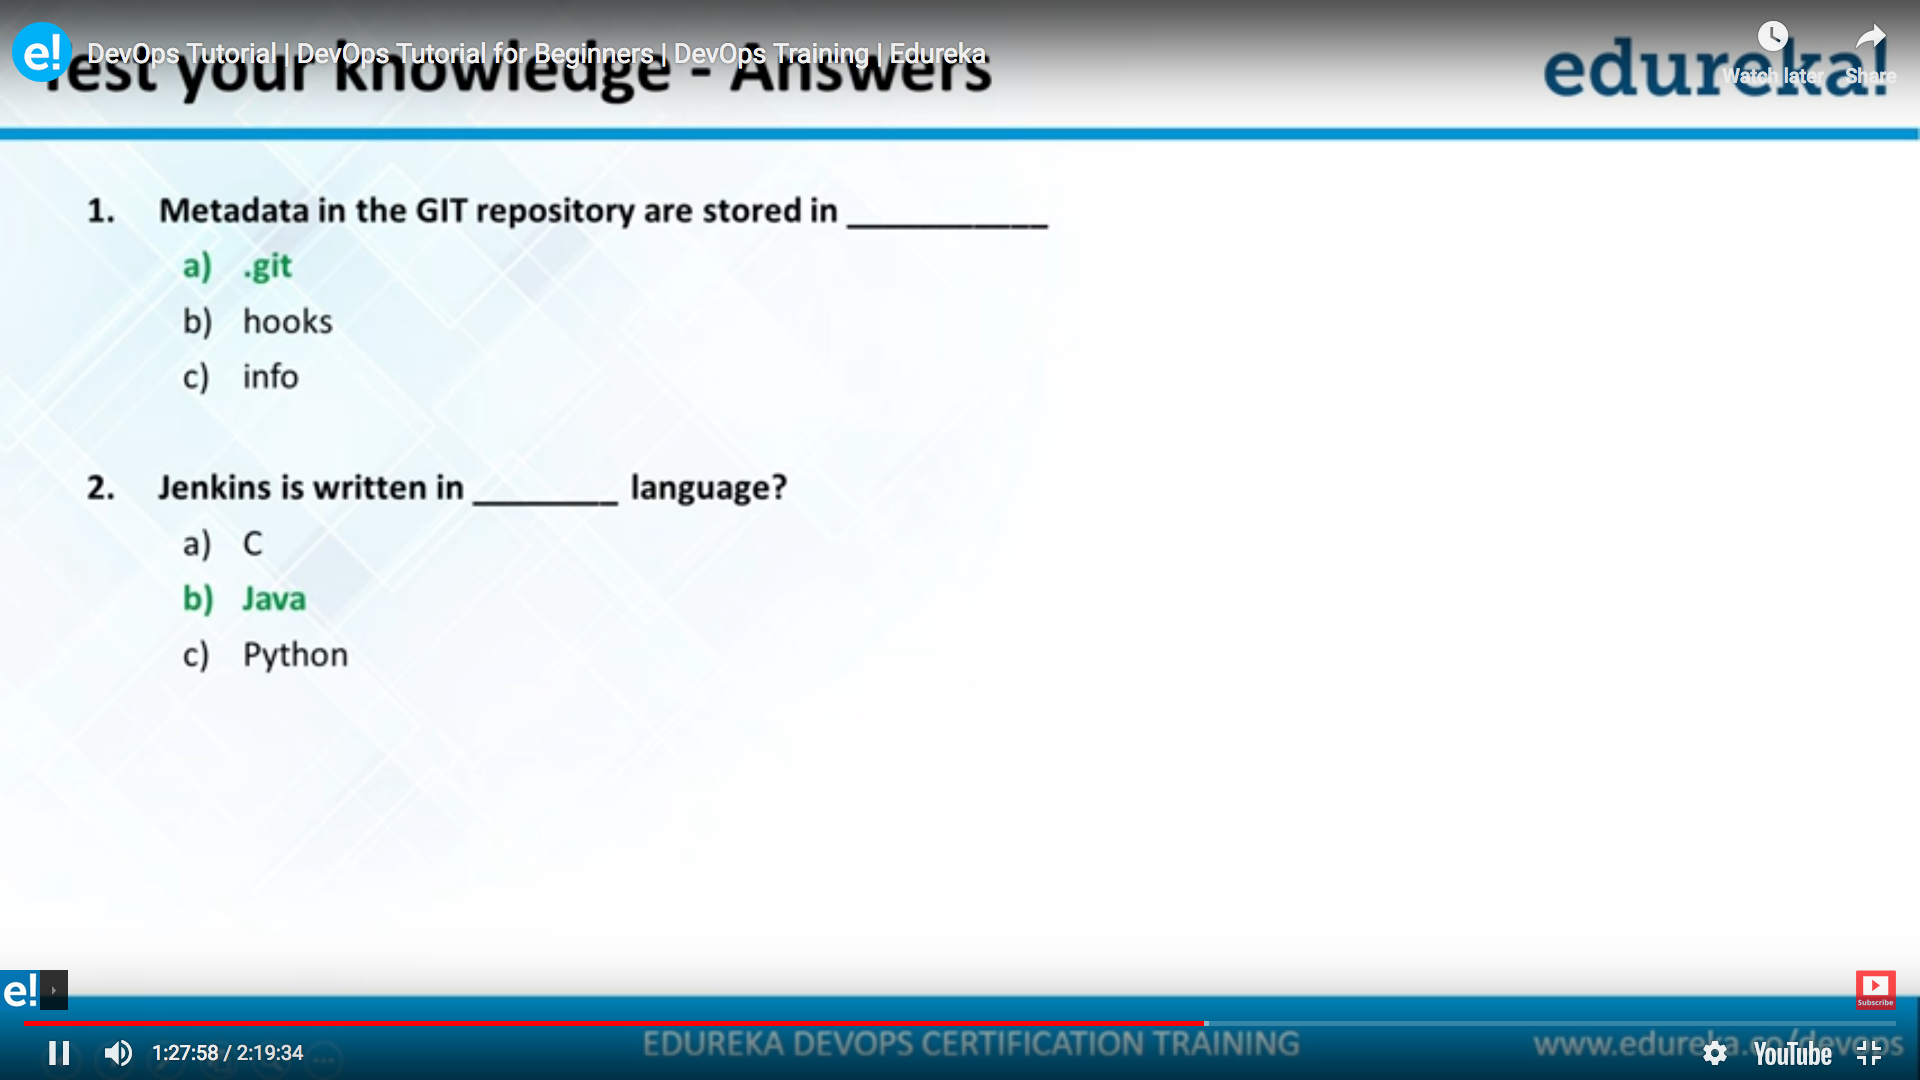 e!
DevOps Tutorial | DevOps Tutorial for Beginners | DevOps Training | Edureka
Test your knowledge - Answers
edureka!
Watch later
Share
1. Metadata in the GIT repository are stored in ___________
a) .git
b) hooks
c) info
2. Jenkins is written in ________ language?
a) C
b) Java
c) Python
e!
Subscribe
EDUREKA DEVOPS CERTIFICATION TRAINING
www.edureka.co/devops
1:27:58 / 2:19:34
YouTube